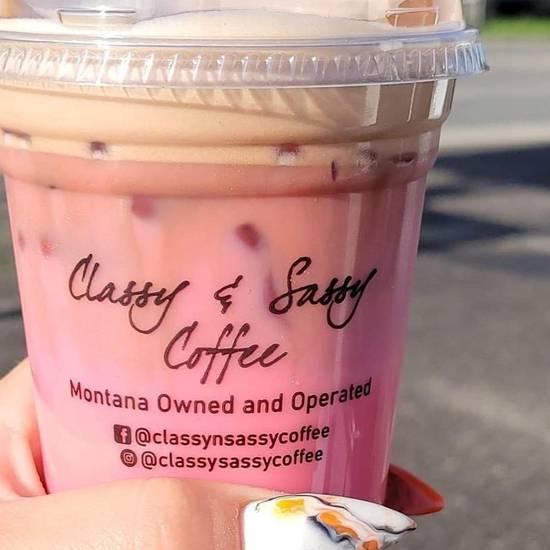 Classy & Sassy
Coffee
Montana Owned and Operated
@classynsassycoffee
@classysassycoffee